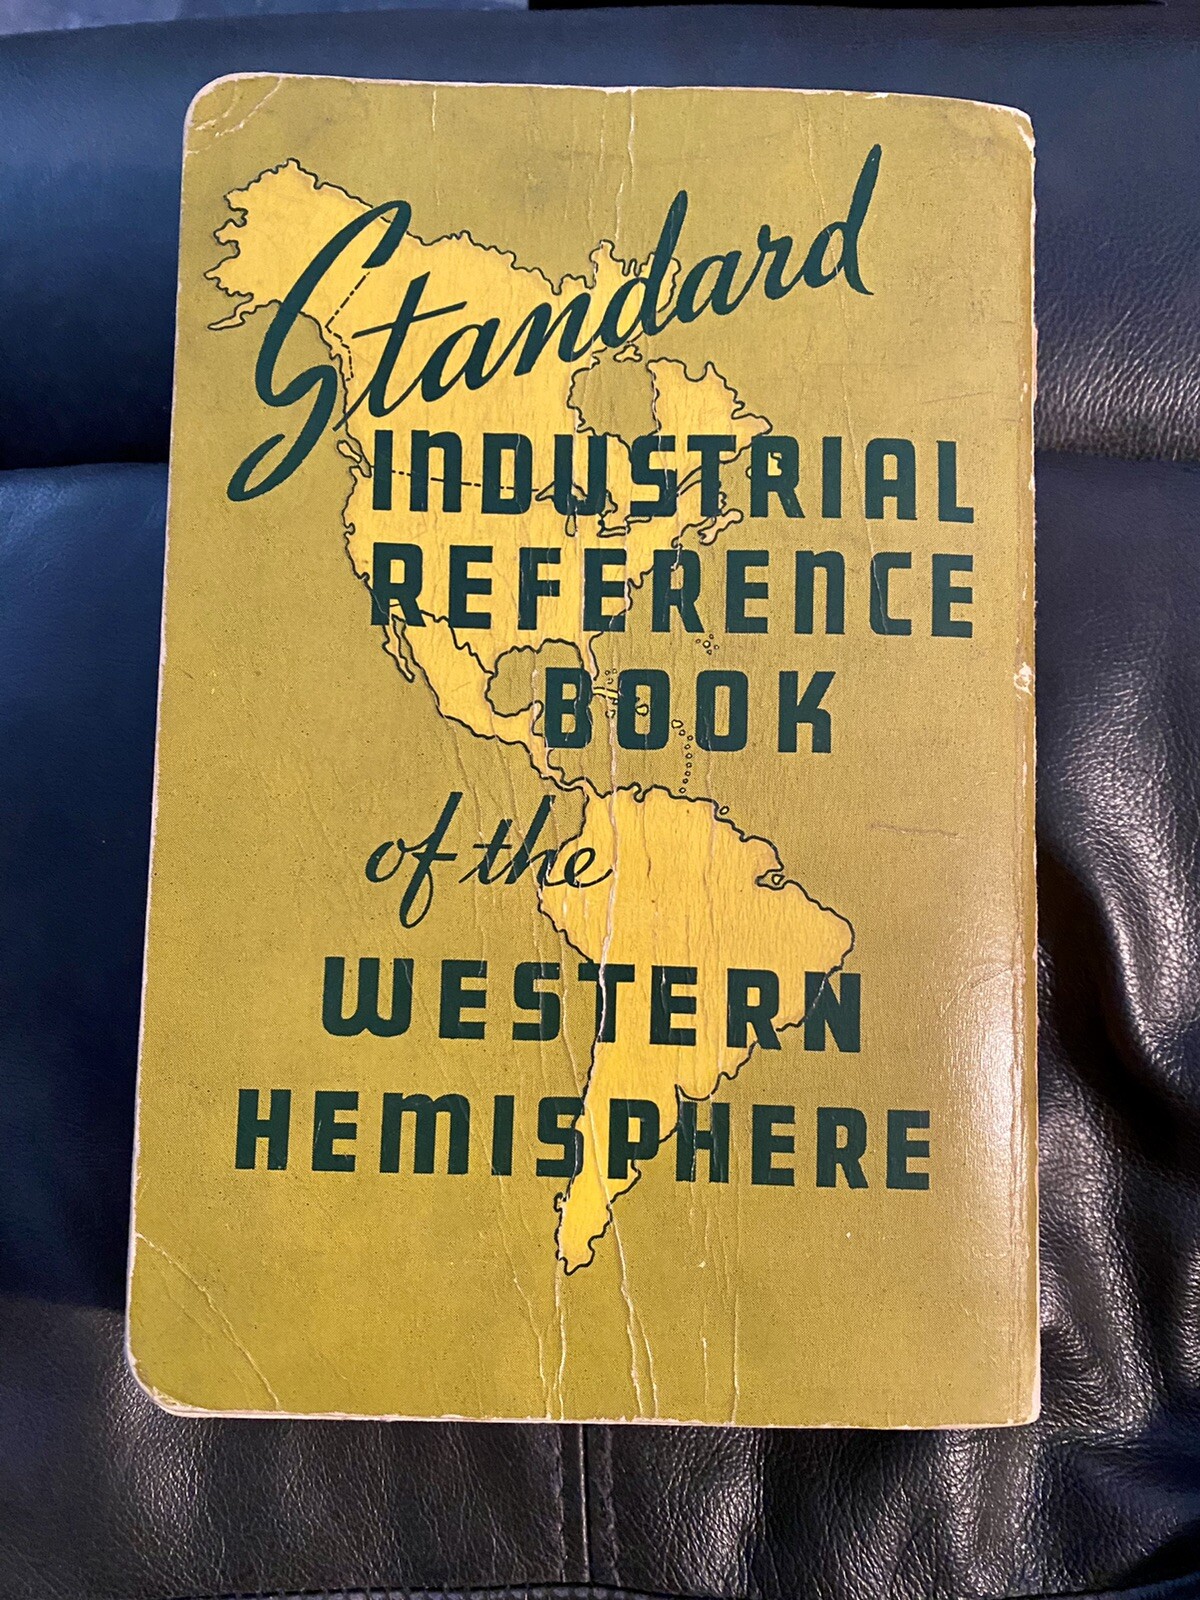 Standard
INDUSTRIAL
REFERENCE
BOOK
of the
WESTERN
HEMISPHERE